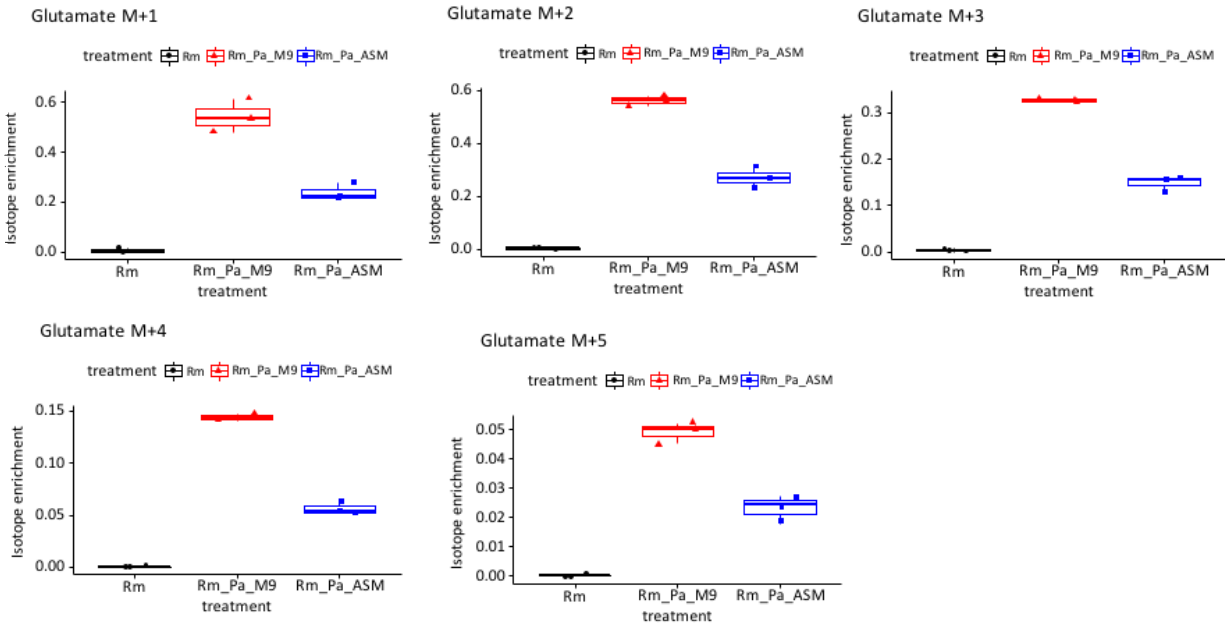 Glutamate M+1
treatment Rm Rm_Pa_M9 Rm_Pa_ASM
Isotope enrichment
0.6
0.4
0.2
0.0
Rm Rm_Pa_M9 Rm_Pa_ASM
treatment
Glutamate M+2
treatment Rm Rm_Pa_M9 Rm_Pa_ASM
Isotope enrichment
0.6
0.4
0.2
0.0
Rm Rm_Pa_M9 Rm_Pa_ASM
treatment
Glutamate M+3
treatment Rm Rm_Pa_M9 Rm_Pa_ASM
Isotope enrichment
0.3
0.2
0.1
0.0
Rm Rm_Pa_M9 Rm_Pa_ASM
treatment
Glutamate M+4
treatment Rm Rm_Pa_M9 Rm_Pa_ASM
Isotope enrichment
0.15
0.10
0.05
0.00
Rm Rm_Pa_M9 Rm_Pa_ASM
treatment
Glutamate M+5
treatment Rm Rm_Pa_M9 Rm_Pa_ASM
Isotope enrichment
0.05
0.04
0.03
0.02
0.01
0.00
Rm Rm_Pa_M9 Rm_Pa_ASM
treatment